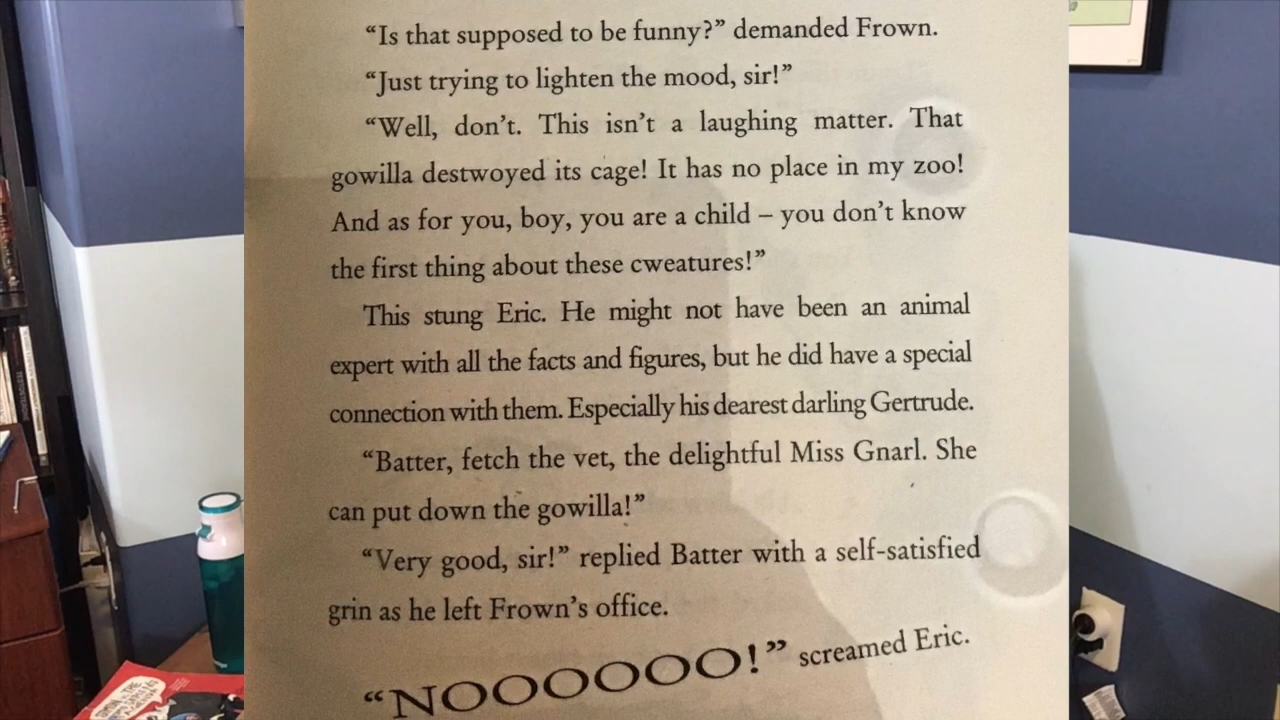 “Is that supposed to be funny?” demanded Frown.
“Just trying to lighten the mood, sir!”
“Well, don’t. This isn’t a laughing matter. That
gowilla destwoyed its cage! It has no place in my zoo!
And as for you, boy, you are a child – you don’t know
the first thing about these cweatures!”
This stung Eric. He might not have been an animal
expert with all the facts and figures, but he did have a special
connection with them. Especially his dearest darling Gertrude.
“Batter, fetch the vet, the delightful Miss Gnarl. She
can put down the gowilla!”
“Very good, sir!” replied Batter with a self-satisfied
grin as he left Frown’s office.
“NOOOOOO!” screamed Eric.